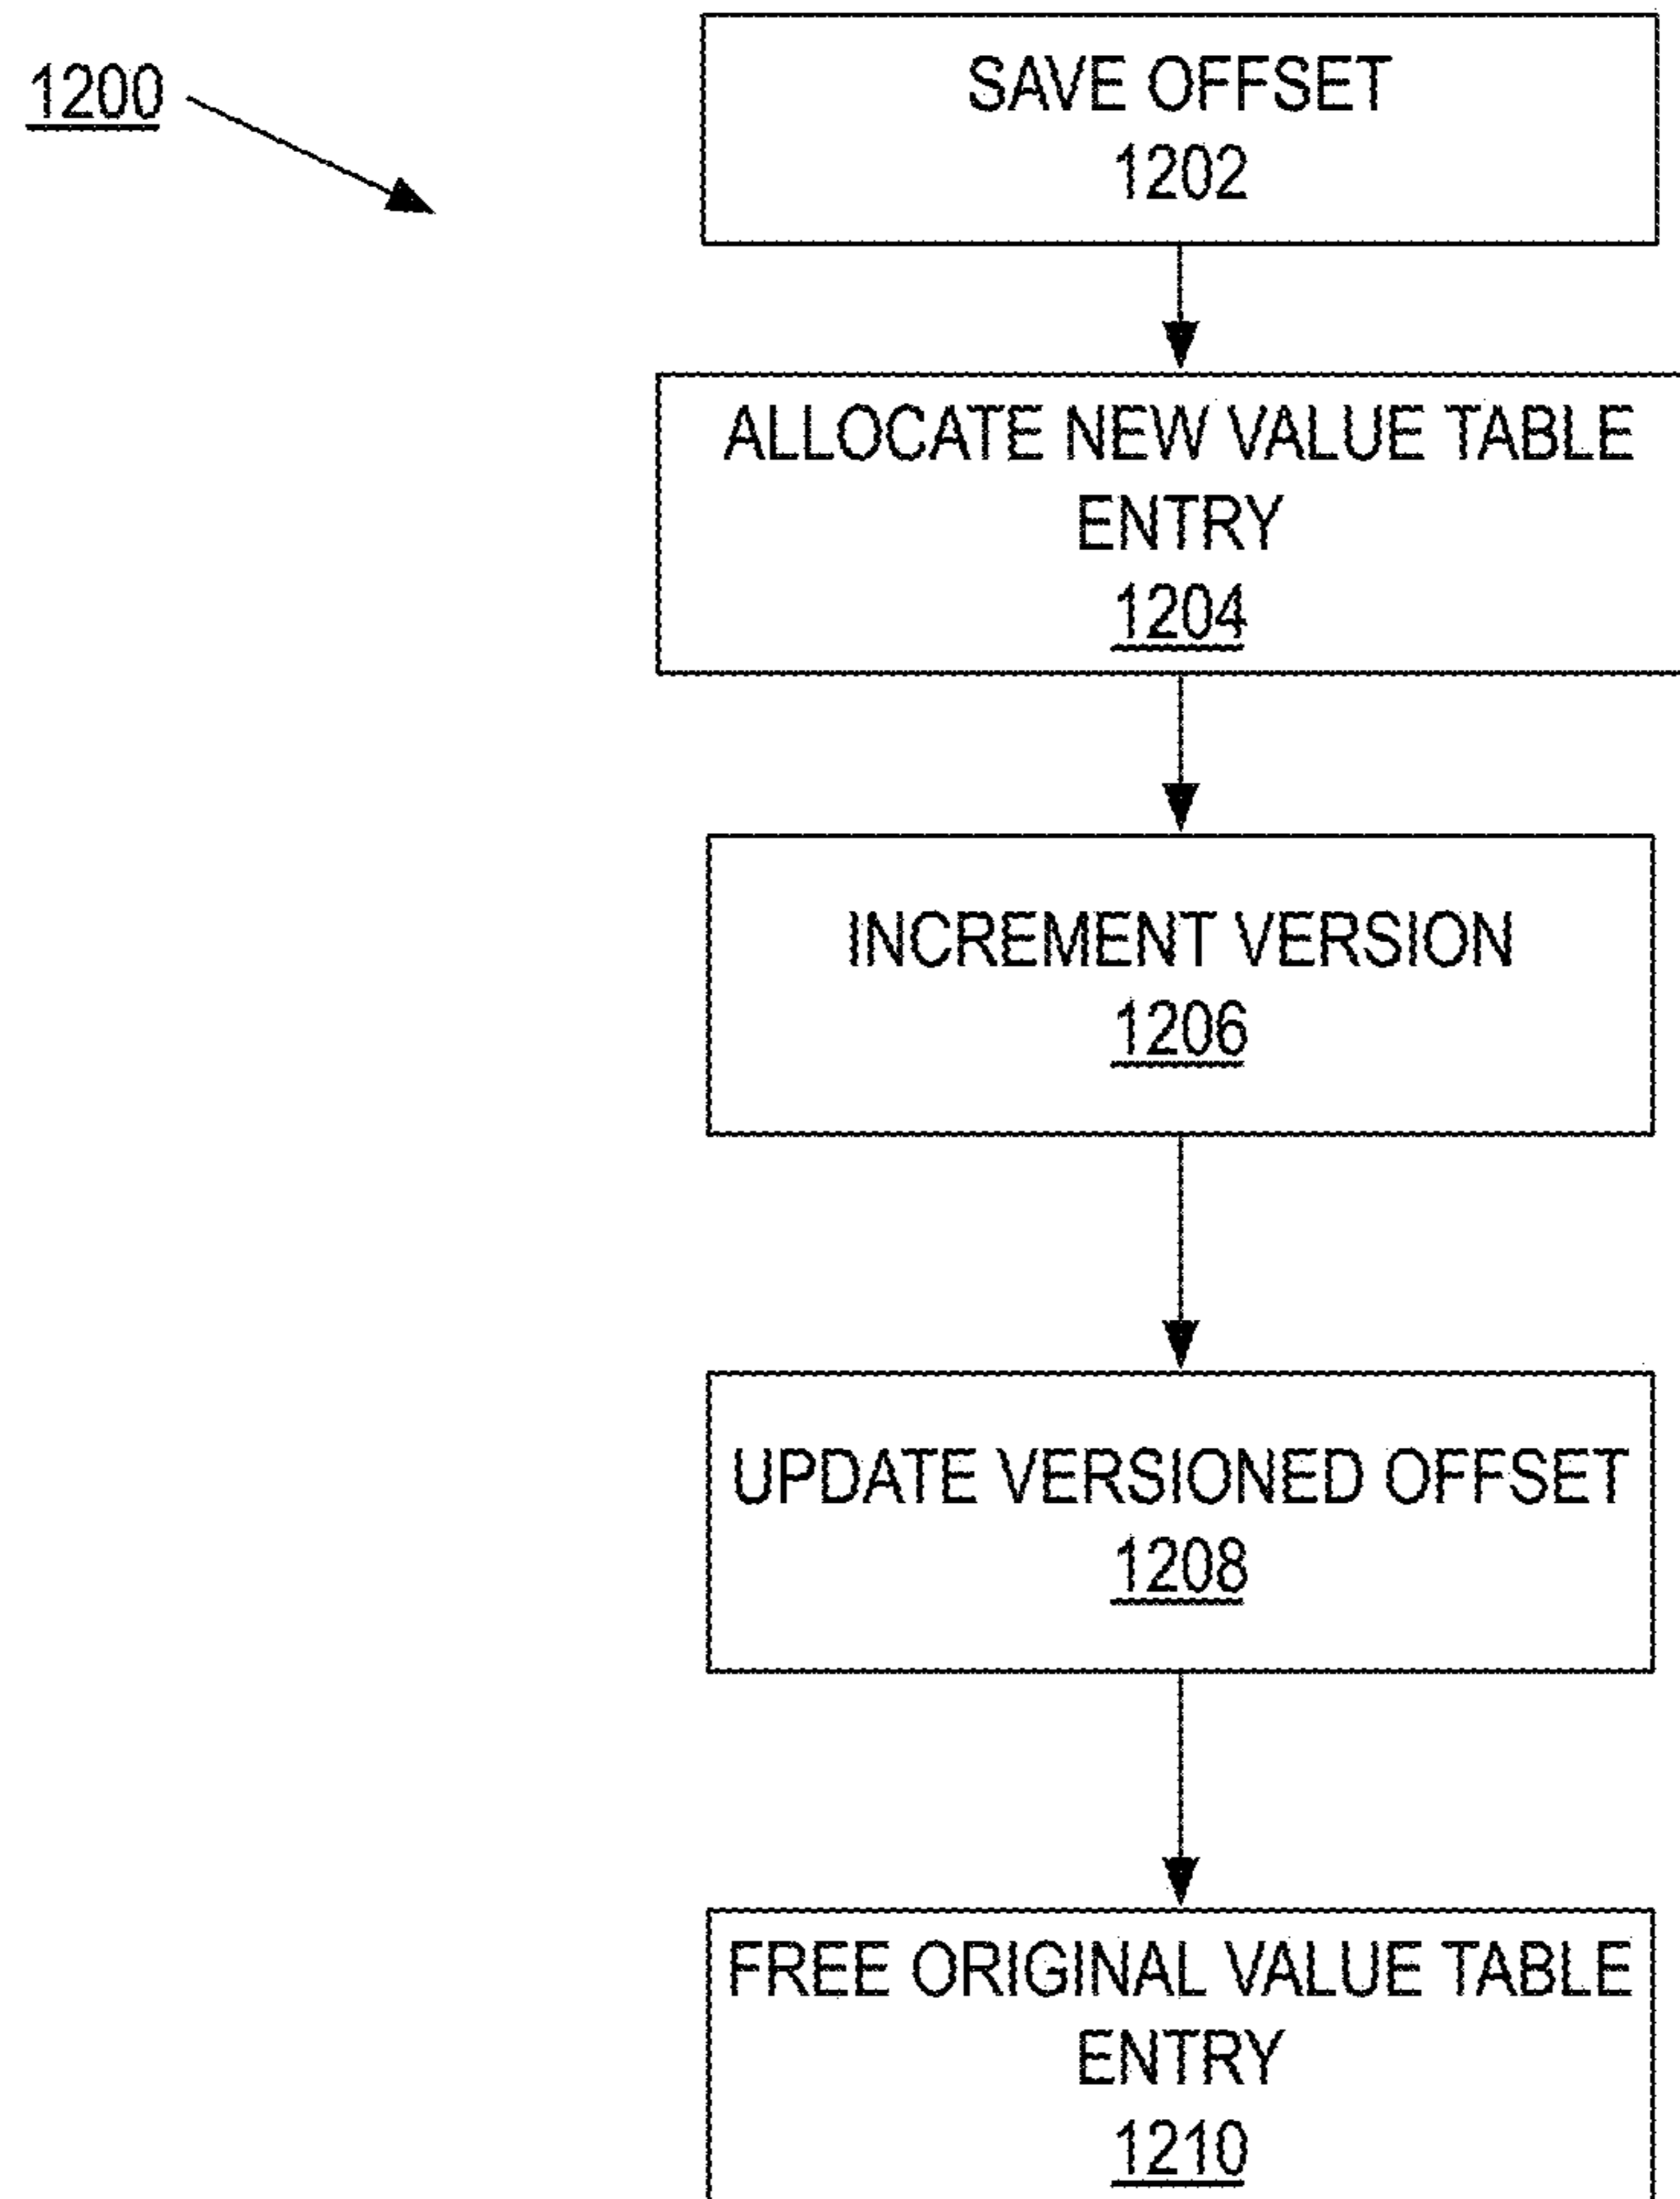 1200
SAVE OFFSET
1202
ALLOCATE NEW VALUE TABLE
ENTRY
1204
INCREMENT VERSION
1206
UPDATE VERSIONED OFFSET
1208
FREE ORIGINAL VALUE TABLE
ENTRY
1210